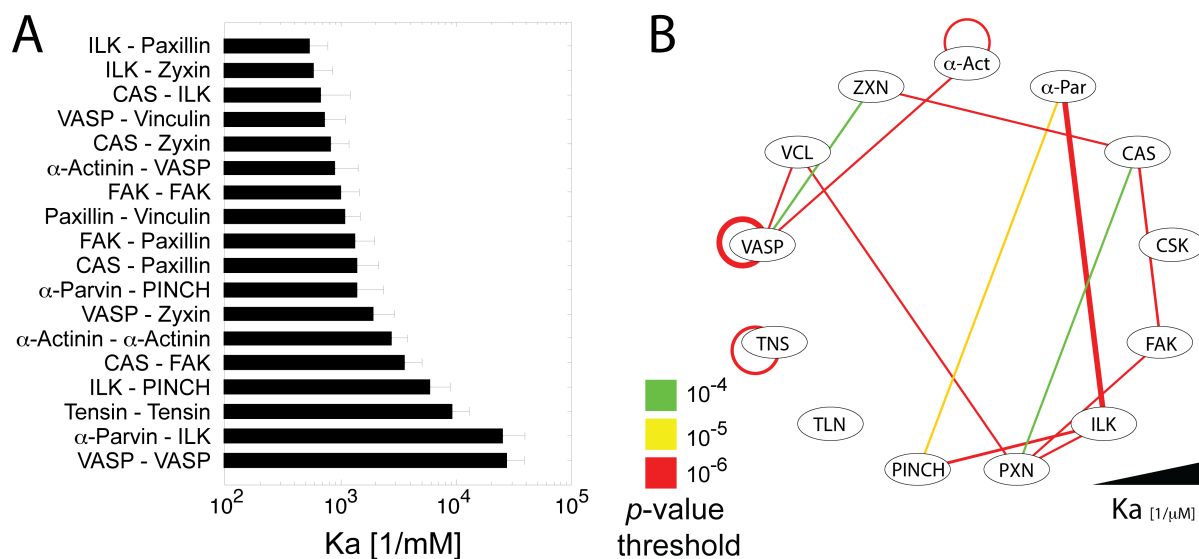 A
ILK - Paxillin
ILK - Zyxin
CAS - ILK
VASP - Vinculin
CAS - Zyxin
α-Actinin - VASP
FAK - FAK
Paxillin - Vinculin
FAK - Paxillin
CAS - Paxillin
α-Parvin - PINCH
VASP - Zyxin
α-Actinin - α-Actinin
CAS - FAK
ILK - PINCH
Tensin - Tensin
α-Parvin - ILK
VASP - VASP
10² 10³ 10⁴ 10⁵
Ka [1/mM]
B
α-Act
ZXN
α-Par
VCL
CAS
VASP
CSK
TNS
FAK
TLN
ILK
PINCH
PXN
10⁻⁴
10⁻⁵
10⁻⁶
p-value
threshold
Ka [1/μM]